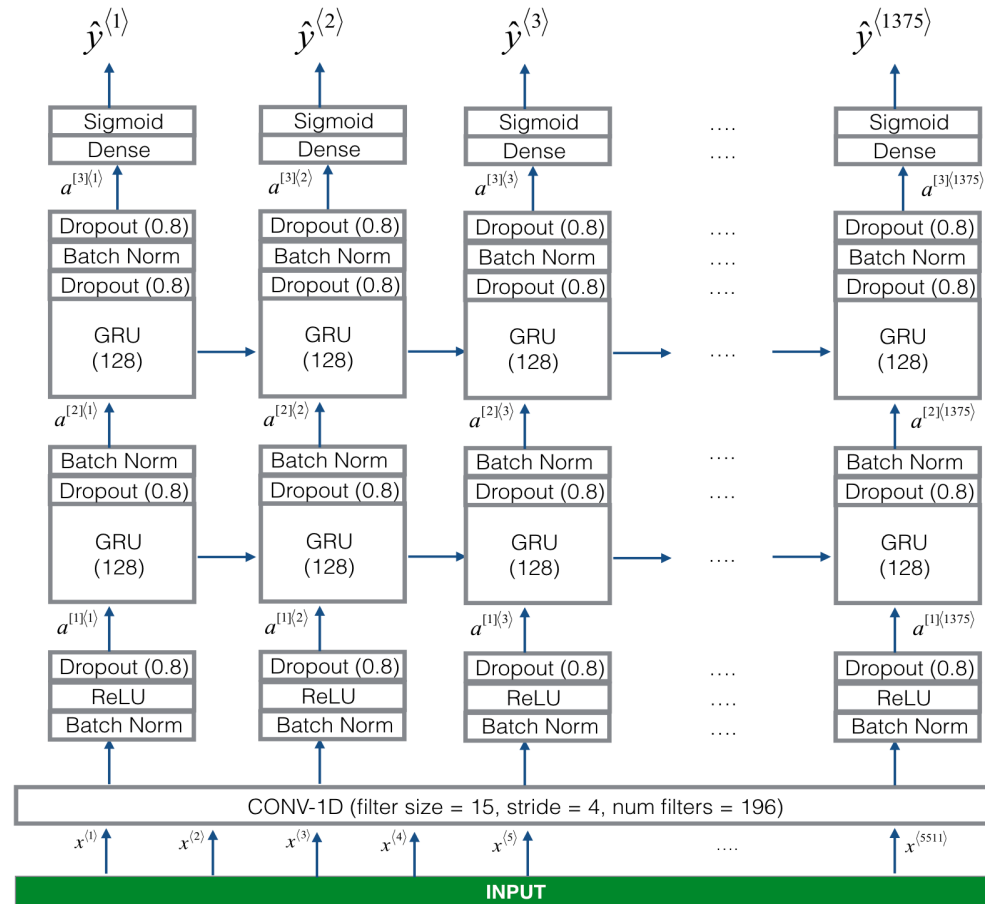 ŷ⟨1⟩ ŷ⟨2⟩ ŷ⟨3⟩ ŷ⟨1375⟩
Sigmoid Sigmoid Sigmoid .... Sigmoid
Dense Dense Dense .... Dense
a[3]⟨1⟩ a[3]⟨2⟩ a[3]⟨3⟩ a[3]⟨1375⟩
Dropout (0.8) Dropout (0.8) Dropout (0.8) .... Dropout (0.8)
Batch Norm Batch Norm Batch Norm .... Batch Norm
Dropout (0.8) Dropout (0.8) Dropout (0.8) .... Dropout (0.8)
GRU GRU GRU GRU
(128) (128) (128) .... (128)
a[2]⟨1⟩ a[2]⟨2⟩ a[2]⟨3⟩ a[2]⟨1375⟩
Batch Norm Batch Norm Batch Norm .... Batch Norm
Dropout (0.8) Dropout (0.8) Dropout (0.8) .... Dropout (0.8)
GRU GRU GRU GRU
(128) (128) (128) .... (128)
a[1]⟨1⟩ a[1]⟨2⟩ a[1]⟨3⟩ a[1]⟨1375⟩
Dropout (0.8) Dropout (0.8) Dropout (0.8) .... Dropout (0.8)
ReLU ReLU ReLU .... ReLU
Batch Norm Batch Norm Batch Norm .... Batch Norm
CONV-1D (filter size = 15, stride = 4, num filters = 196)
x⟨1⟩ x⟨2⟩ x⟨3⟩ x⟨4⟩ x⟨5⟩ .... x⟨5511⟩
INPUT